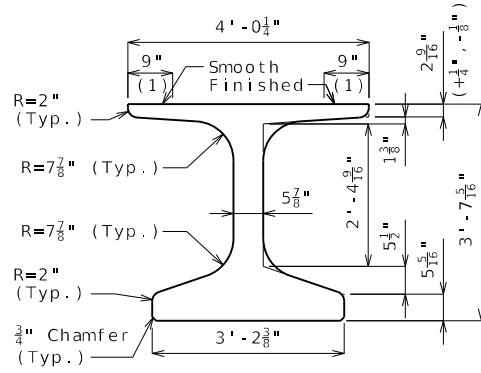 4'-0¼"
9"
(1)
Smooth
Finished
9"
(1)
2 9/16"
(+¼", -⅛")
R=2"
(Typ.)
R=7⅞" (Typ.)
1⅜"
5⅞"
2'-4 9/16"
3'-7 5/16"
R=7⅞" (Typ.)
5½"
5 5/16"
R=2"
(Typ.)
¾" Chamfer
(Typ.)
3'-2⅜"